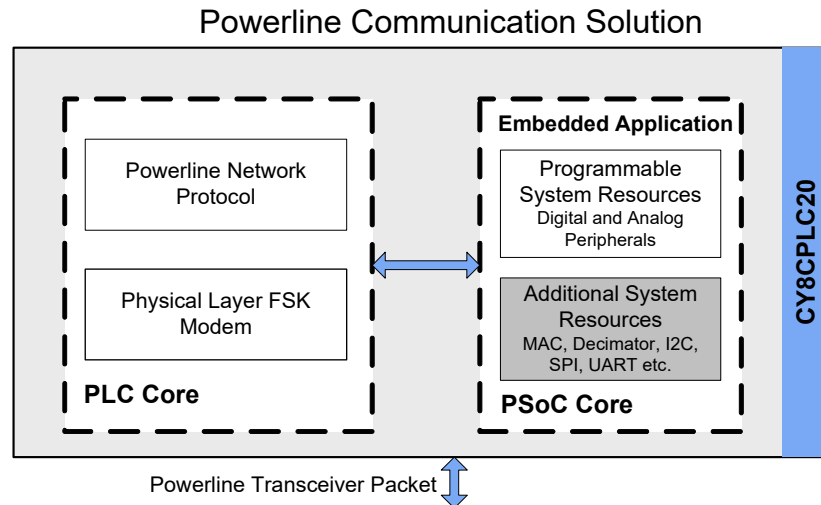 Powerline Communication Solution
Powerline Network
Protocol
Physical Layer FSK
Modem
PLC Core
Embedded Application
Programmable
System Resources
Digital and Analog
Peripherals
Additional System
Resources
MAC, Decimator, I2C,
SPI, UART etc.
PSoC Core
CY8CPLC20
Powerline Transceiver Packet